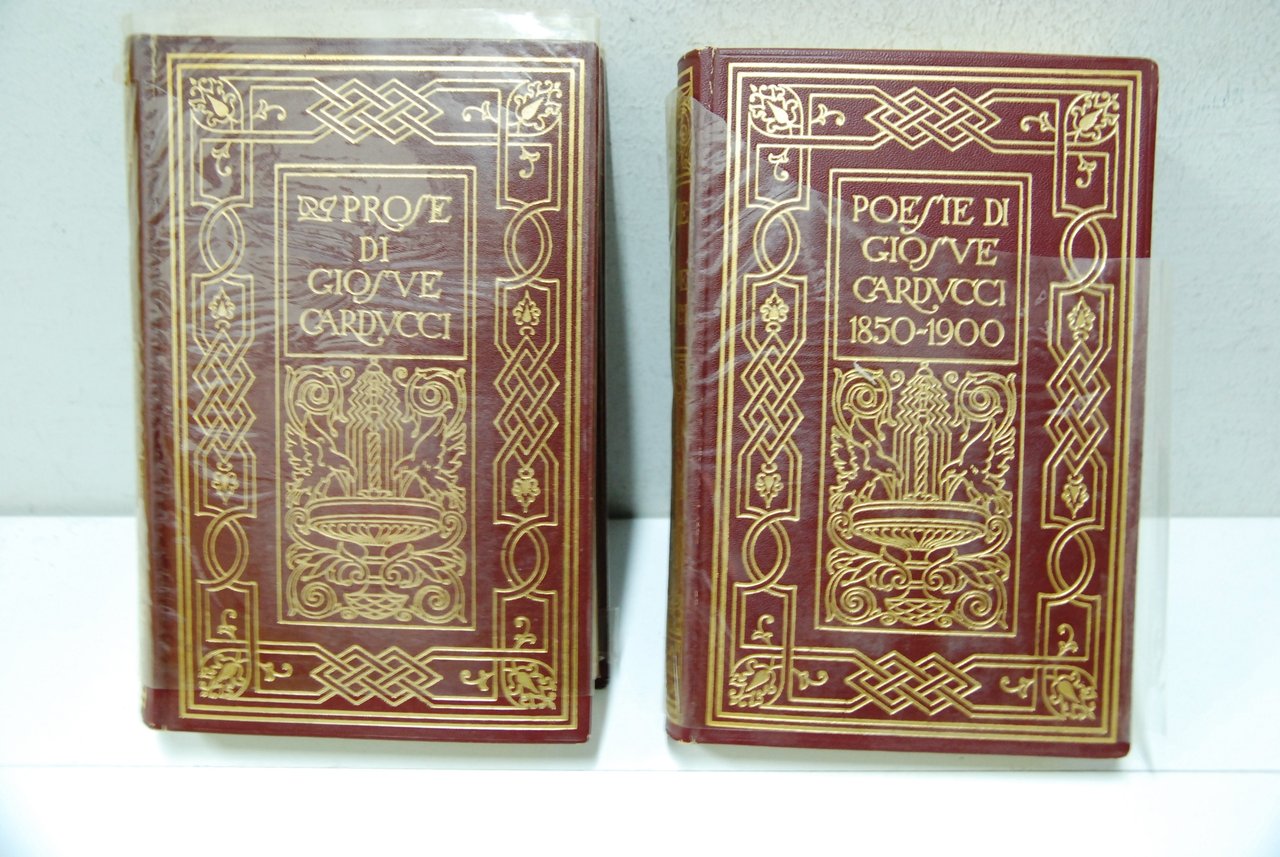 PROSE
DI
GIOSVE
CARDVCCI
POESIE DI
GIOSVE
CARDVCCI
1850-1900